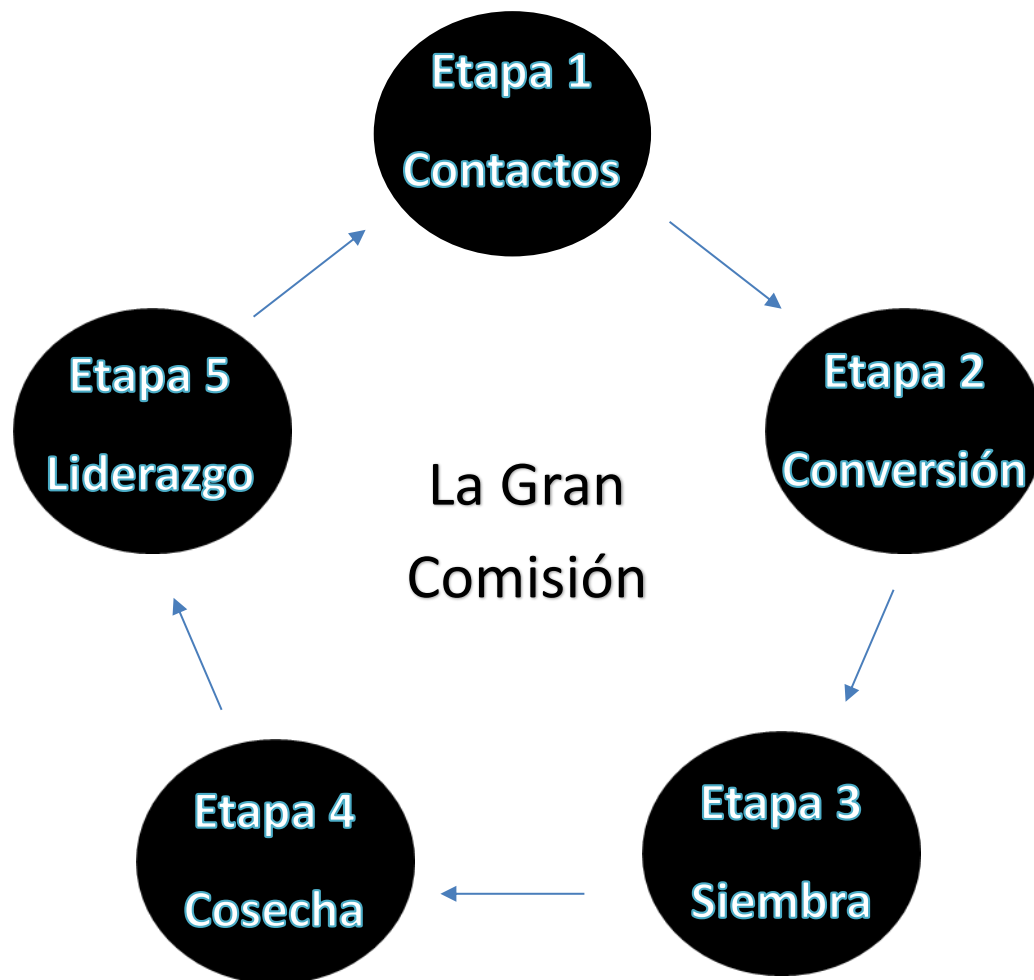 Etapa 1
Contactos
Etapa 2
Conversión
Etapa 3
Siembra
Etapa 4
Cosecha
Etapa 5
Liderazgo
La Gran
Comisión